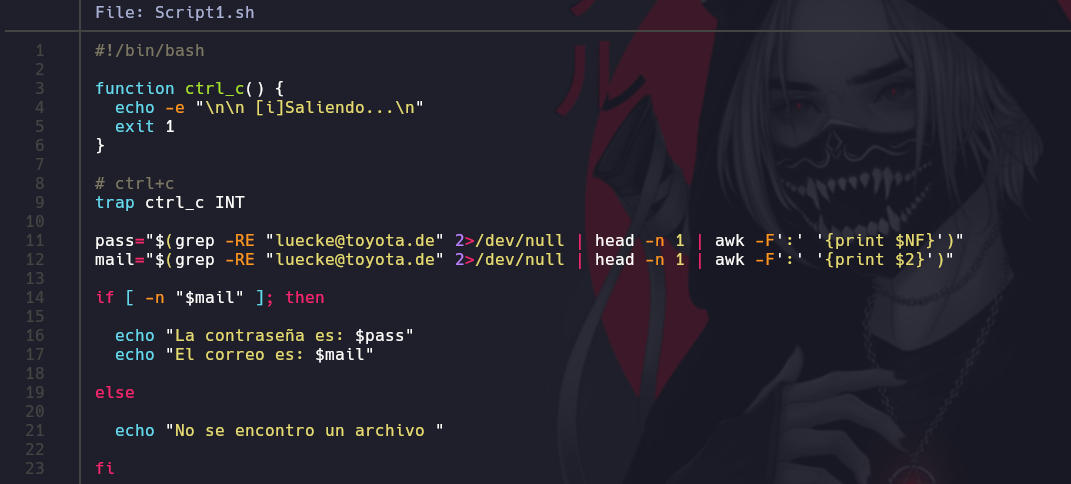 File: Script1.sh
1 #!/bin/bash
2
3 function ctrl_c() {
4   echo -e "\n\n [i]Saliendo...\n"
5   exit 1
6 }
7
8 # ctrl+c
9 trap ctrl_c INT
10
11 pass="$(grep -RE "luecke@toyota.de" 2>/dev/null | head -n 1 | awk -F':' '{print $NF}')"
12 mail="$(grep -RE "luecke@toyota.de" 2>/dev/null | head -n 1 | awk -F':' '{print $2}')"
13
14 if [ -n "$mail" ]; then
15
16   echo "La contraseña es: $pass"
17   echo "El correo es: $mail"
18
19 else
20
21   echo "No se encontro un archivo "
22
23 fi